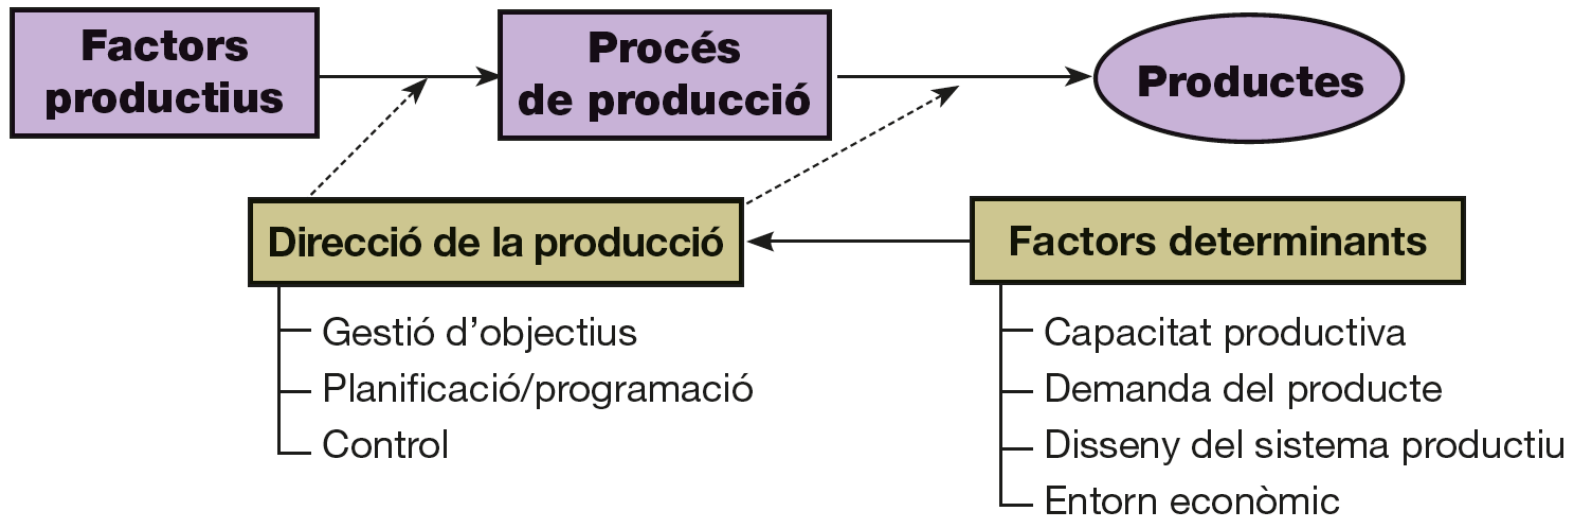 Factors
productius
Procés
de producció
Productes
Direcció de la producció
Factors determinants
Gestió d’objectius
Planificació/programació
Control
Capacitat productiva
Demanda del producte
Disseny del sistema productiu
Entorn econòmic